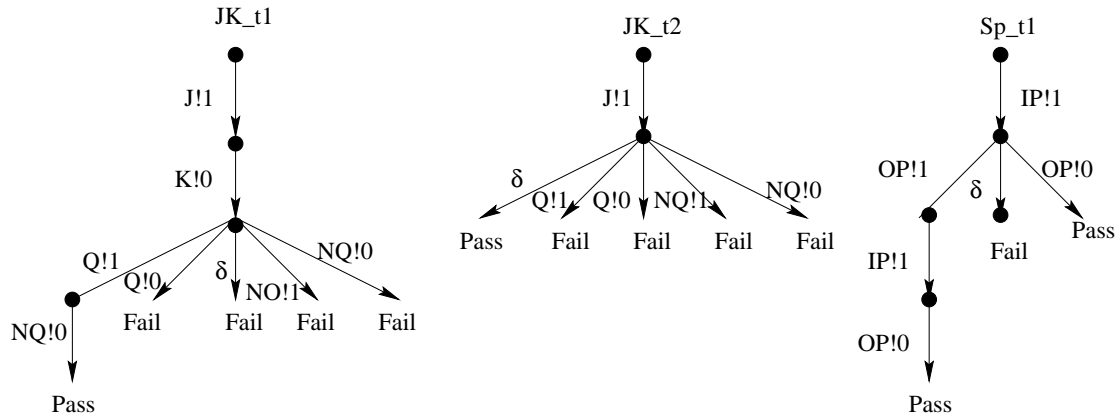 JK_t1
J!1
K!0
Q!1
Q!0
δ
NO!1
NQ!0
Fail
Fail
Fail
Fail
NQ!0
Pass
JK_t2
J!1
δ
Q!1
Q!0
NQ!1
NQ!0
Pass
Fail
Fail
Fail
Fail
Sp_t1
IP!1
OP!1
δ
OP!0
Fail
Pass
IP!1
OP!0
Pass